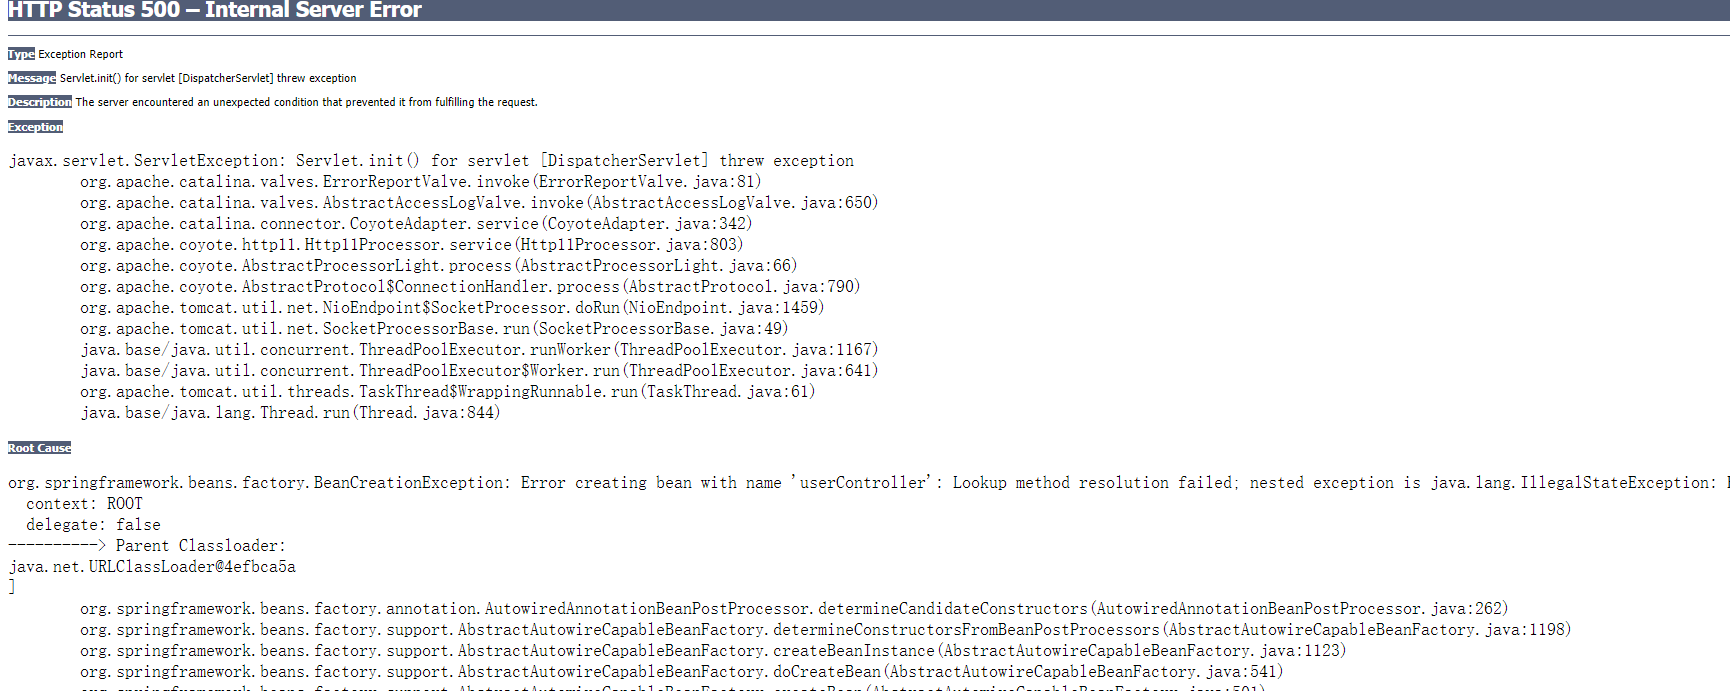 HTTP Status 500 – Internal Server Error
Type Exception Report
Message Servlet.init() for servlet [DispatcherServlet] threw exception
Description The server encountered an unexpected condition that prevented it from fulfilling the request.
Exception
javax.servlet.ServletException: Servlet.init() for servlet [DispatcherServlet] threw exception
org.apache.catalina.valves.ErrorReportValve.invoke(ErrorReportValve.java:81)
org.apache.catalina.valves.AbstractAccessLogValve.invoke(AbstractAccessLogValve.java:650)
org.apache.catalina.connector.CoyoteAdapter.service(CoyoteAdapter.java:342)
org.apache.coyote.http11.Http11Processor.service(Http11Processor.java:803)
org.apache.coyote.AbstractProcessorLight.process(AbstractProcessorLight.java:66)
org.apache.coyote.AbstractProtocol$ConnectionHandler.process(AbstractProtocol.java:790)
org.apache.tomcat.util.net.NioEndpoint$SocketProcessor.doRun(NioEndpoint.java:1459)
org.apache.tomcat.util.net.SocketProcessorBase.run(SocketProcessorBase.java:49)
java.base/java.util.concurrent.ThreadPoolExecutor.runWorker(ThreadPoolExecutor.java:1167)
java.base/java.util.concurrent.ThreadPoolExecutor$Worker.run(ThreadPoolExecutor.java:641)
org.apache.tomcat.util.threads.TaskThread$WrappingRunnable.run(TaskThread.java:61)
java.base/java.lang.Thread.run(Thread.java:844)
Root Cause
org.springframework.beans.factory.BeanCreationException: Error creating bean with name 'userController': Lookup method resolution failed; nested exception is java.lang.IllegalStateException:
context: ROOT
delegate: false
----------> Parent Classloader:
java.net.URLClassLoader@4efbca5a
]
org.springframework.beans.factory.annotation.AutowiredAnnotationBeanPostProcessor.determineCandidateConstructors(AutowiredAnnotationBeanPostProcessor.java:262)
org.springframework.beans.factory.support.AbstractAutowireCapableBeanFactory.determineConstructorsFromBeanPostProcessors(AbstractAutowireCapableBeanFactory.java:1198)
org.springframework.beans.factory.support.AbstractAutowireCapableBeanFactory.createBeanInstance(AbstractAutowireCapableBeanFactory.java:1123)
org.springframework.beans.factory.support.AbstractAutowireCapableBeanFactory.doCreateBean(AbstractAutowireCapableBeanFactory.java:541)